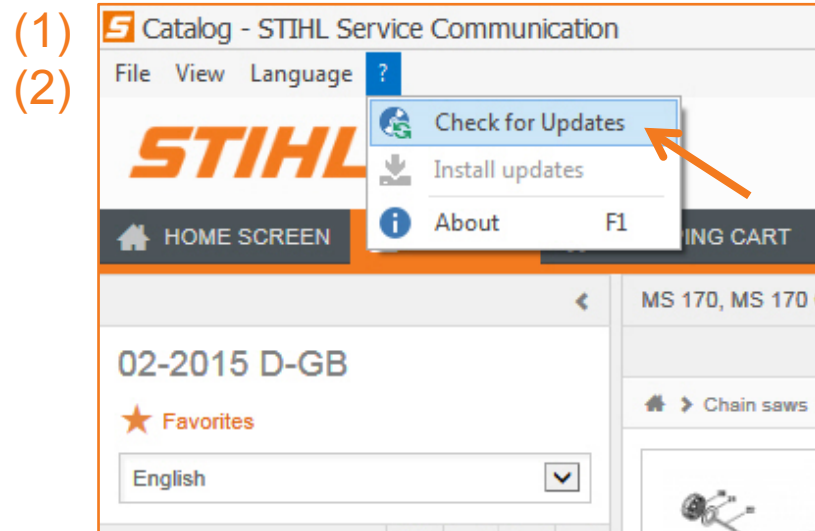 (1) Catalog - STIHL Service Communication
(2) File View Language ?
Check for Updates
STIHL
Install updates
About F1
HOME SCREEN
PING CART
MS 170, MS 170
02-2015 D-GB
Favorites
Chain saws
English